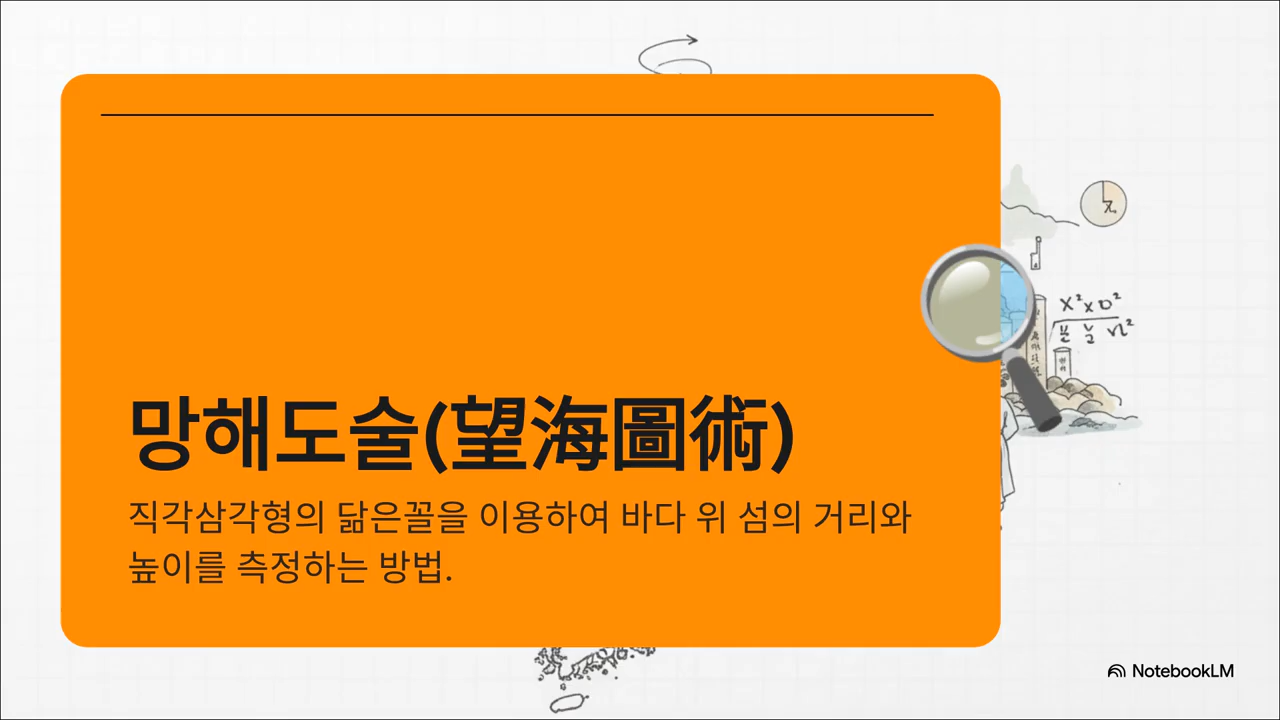 망해도술(望海圖術)
직각삼각형의 닮은꼴을 이용하여 바다 위 섬의 거리와
높이를 측정하는 방법.
NotebookLM